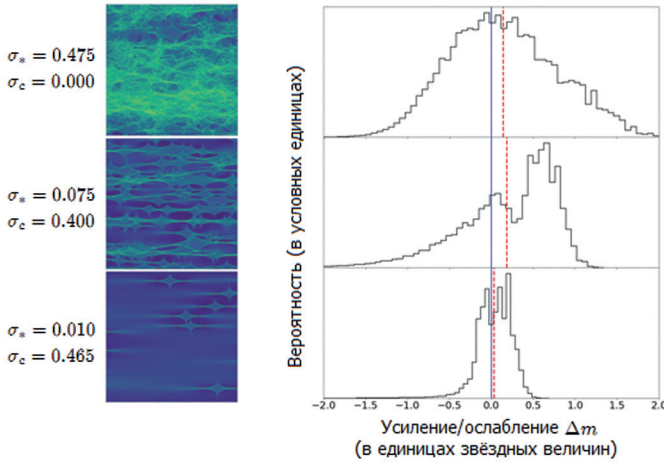 σ* = 0.475
σc = 0.000
σ* = 0.075
σc = 0.400
σ* = 0.010
σc = 0.465
Вероятность (в условных единицах)
−2.0 −1.5 −1.0 −0.5 0.0 0.5 1.0 1.5 2.0
Усиление/ослабление Δm
(в единицах звёздных величин)